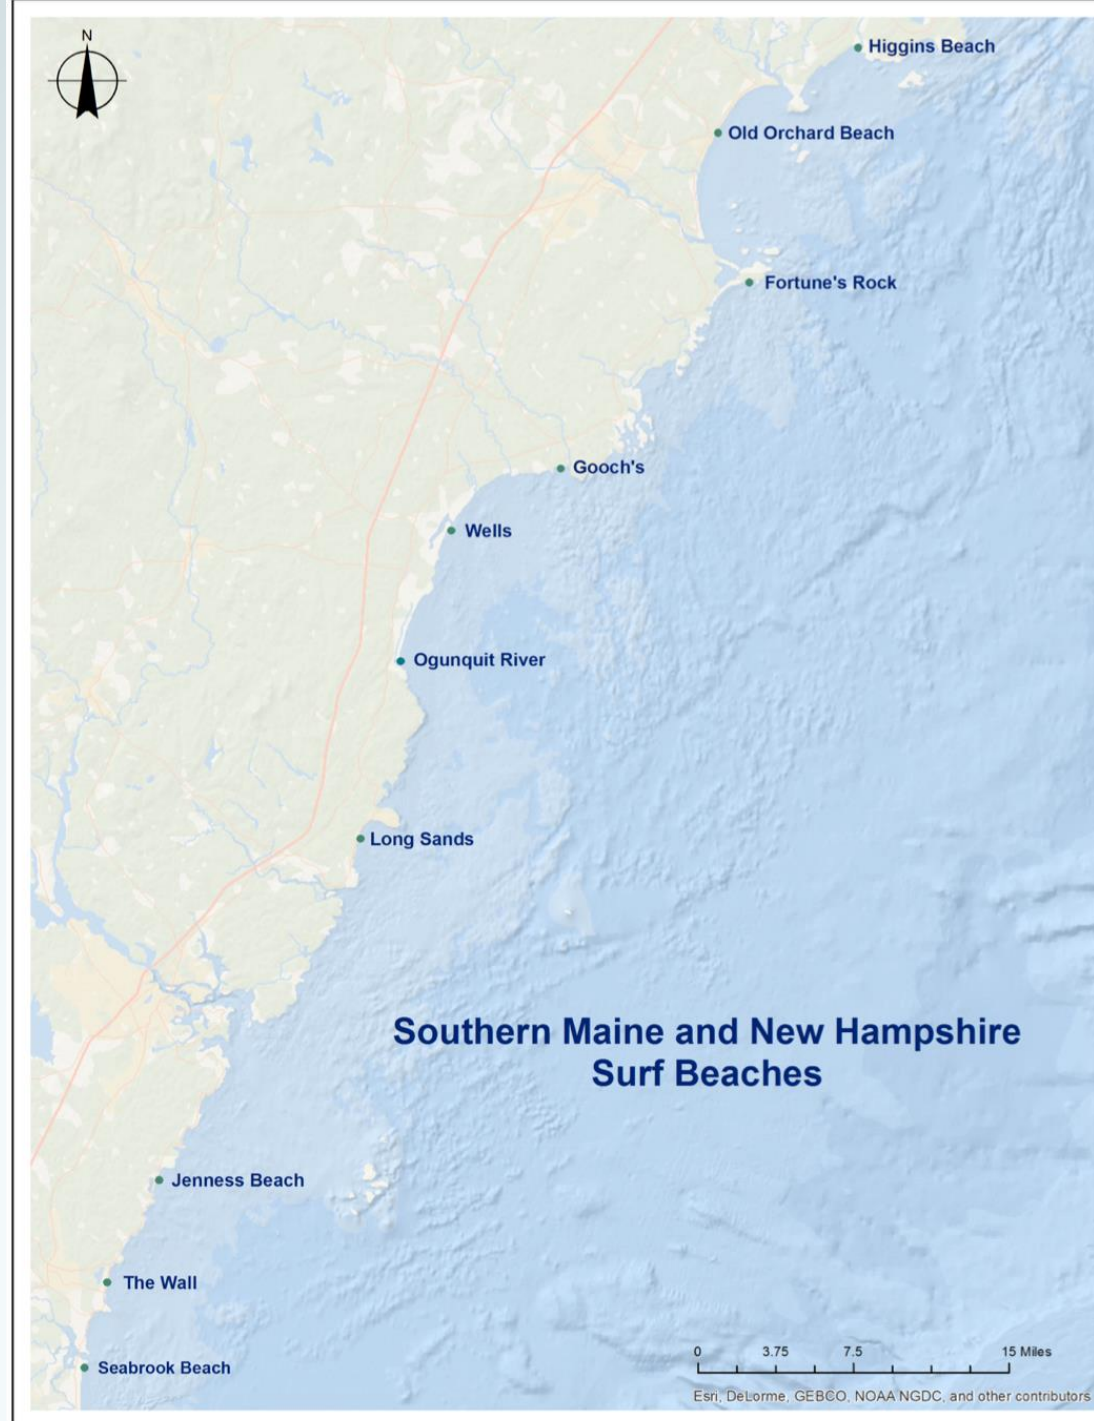 N
Higgins Beach
Old Orchard Beach
Fortune's Rock
Gooch's
Wells
Ogunquit River
Long Sands
Southern Maine and New Hampshire
Surf Beaches
Jenness Beach
The Wall
Seabrook Beach
0 3.75 7.5 15 Miles
Esri, DeLorme, GEBCO, NOAA NGDC, and other contributors